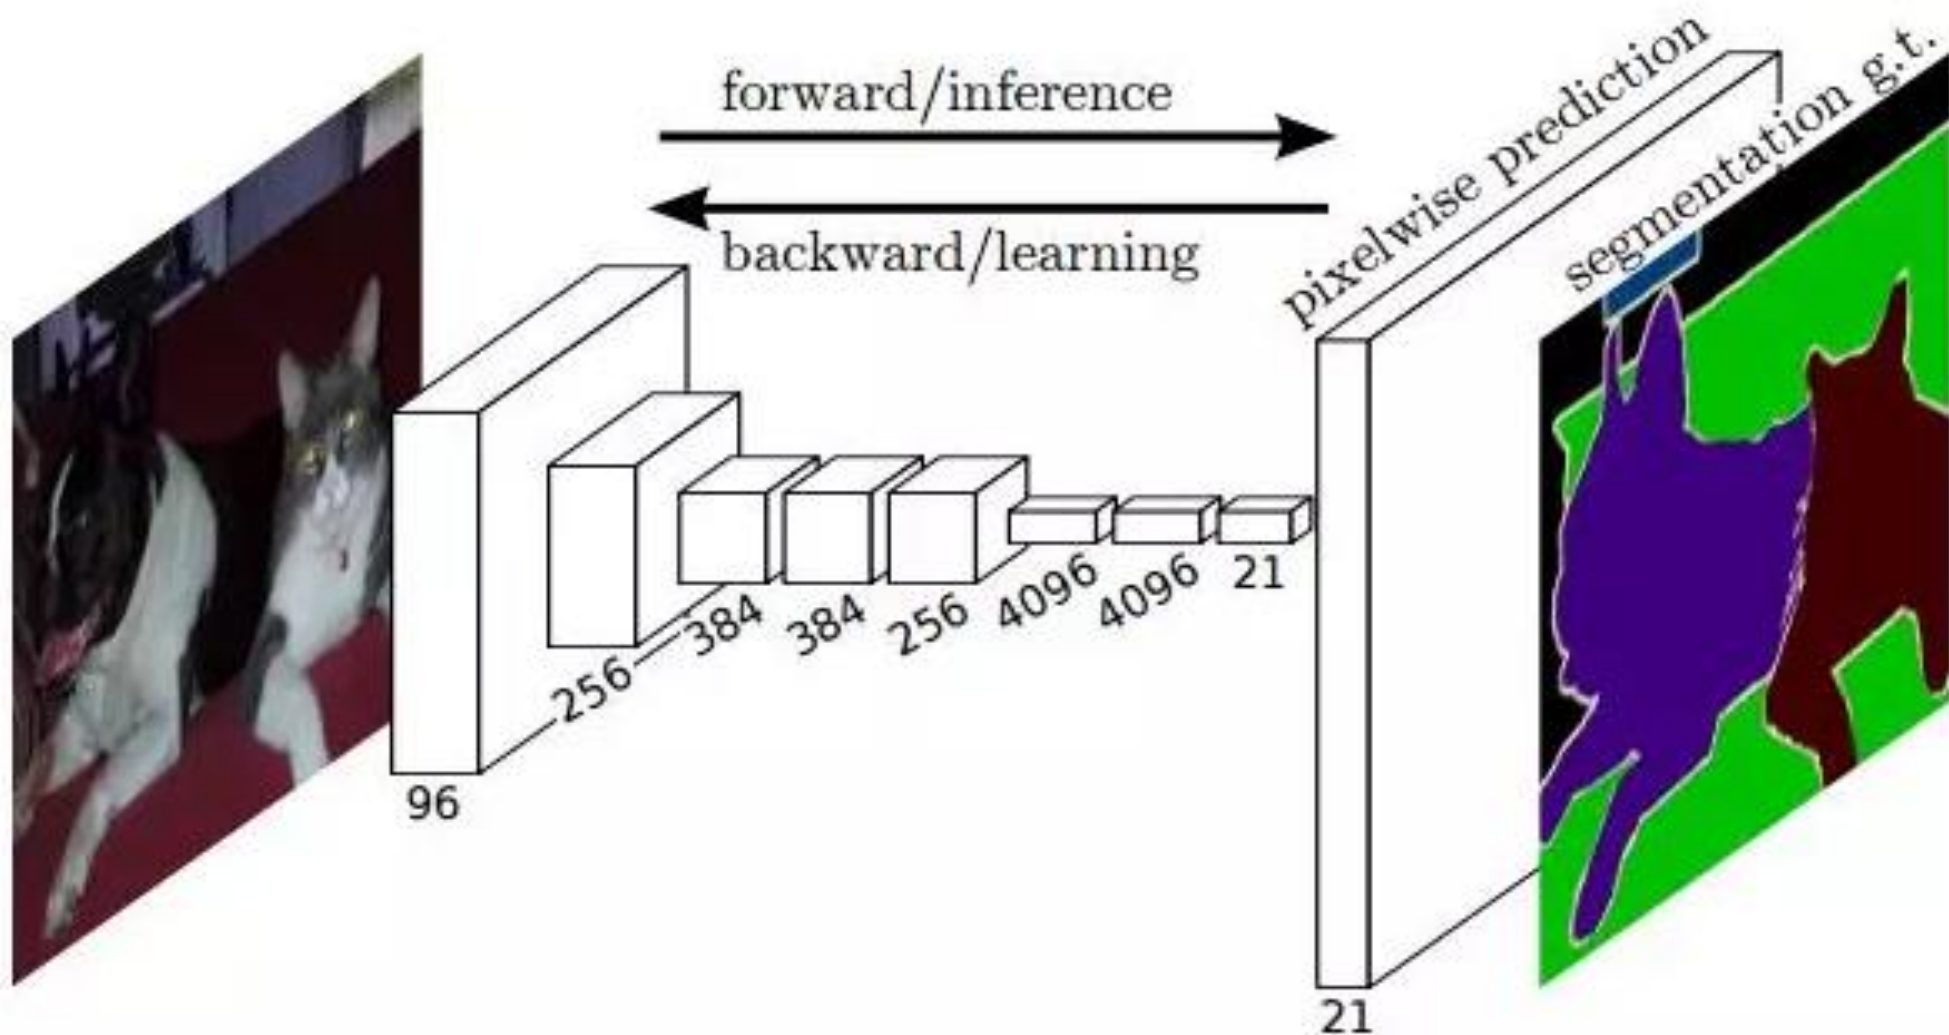 forward/inference
backward/learning
pixelwise prediction
segmentation g.t.
96
256
384
384
256
4096
4096
21
21